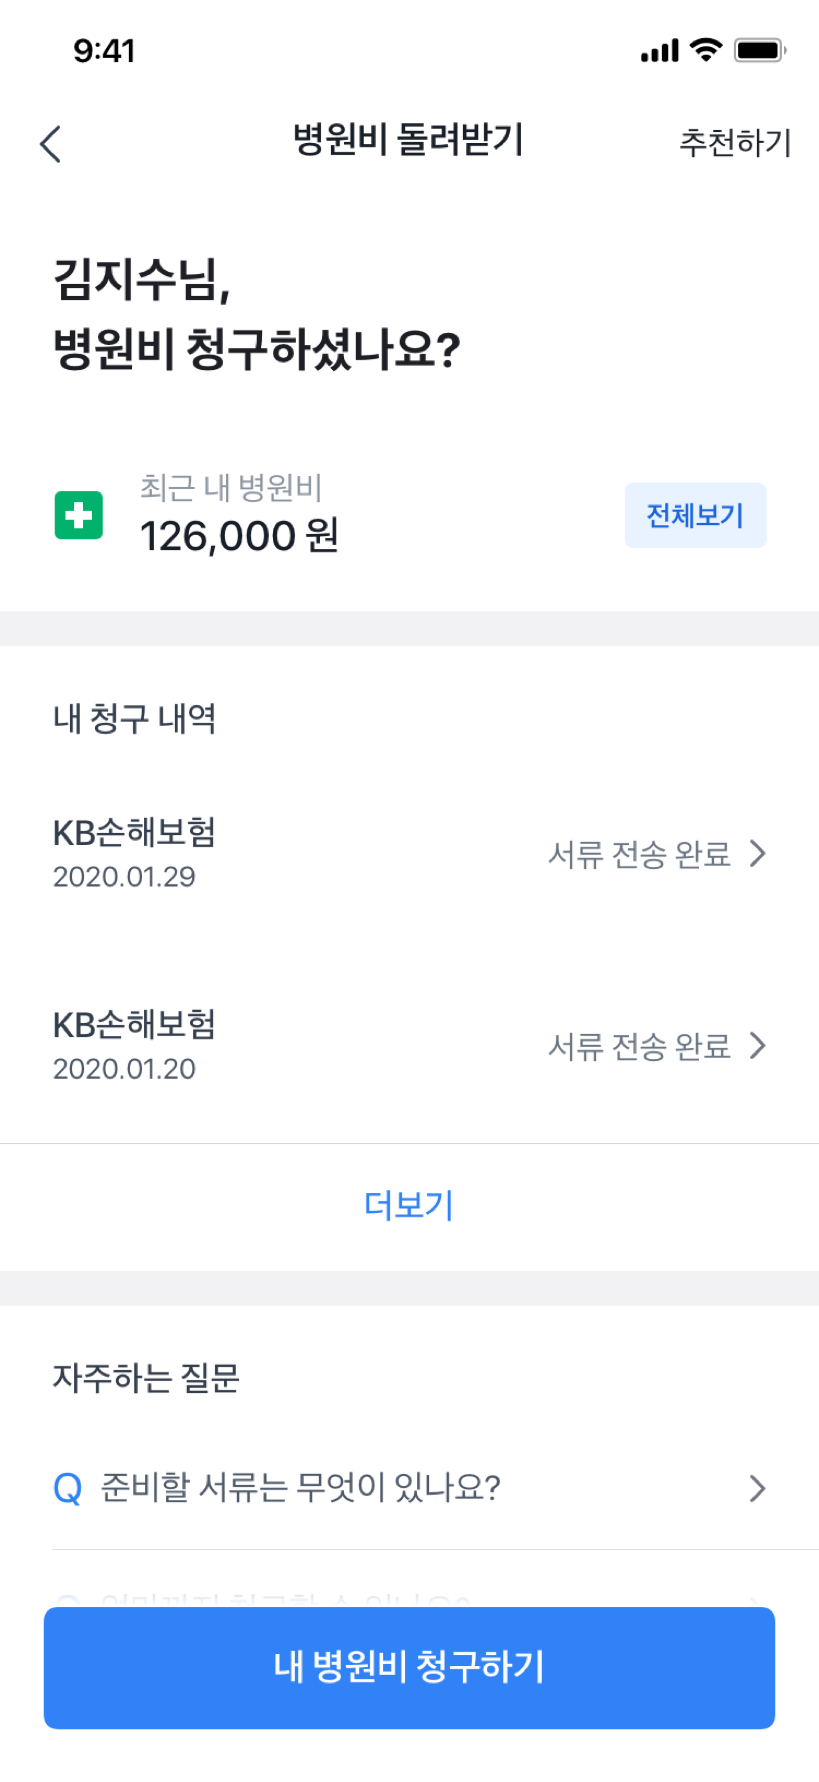 9:41
병원비 돌려받기
추천하기
김지수님,
병원비 청구하셨나요?
최근 내 병원비
126,000 원
전체보기
내 청구 내역
KB손해보험
2020.01.29
서류 전송 완료
KB손해보험
2020.01.20
서류 전송 완료
더보기
자주하는 질문
Q 준비할 서류는 무엇이 있나요?
내 병원비 청구하기